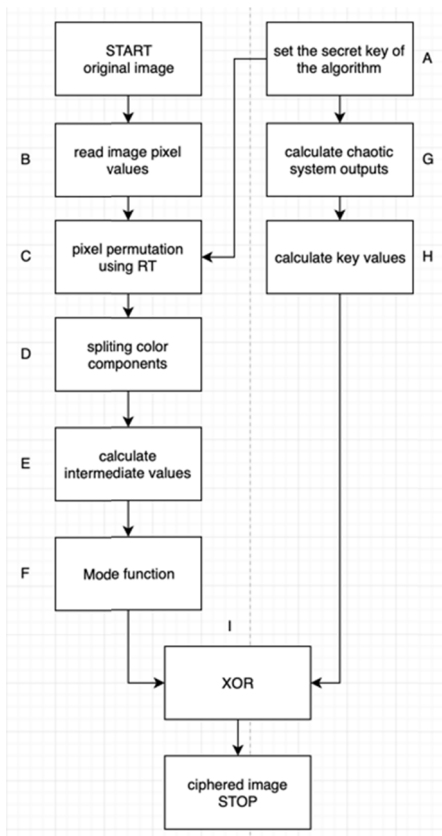 START
original image
set the secret key of
the algorithm
A
B
read image pixel
values
calculate chaotic
system outputs
G
C
pixel permutation
using RT
calculate key values
H
D
spliting color
components
E
calculate
intermediate values
F
Mode function
I
XOR
ciphered image
STOP